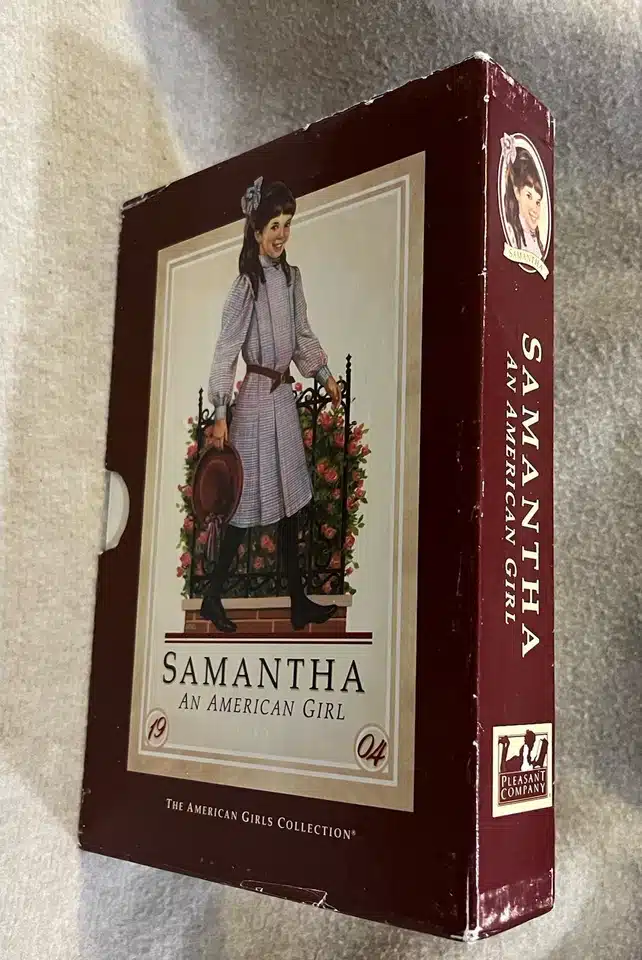 SAMANTHA
AN AMERICAN GIRL
19 04
THE AMERICAN GIRLS COLLECTION®
SAMANTHA
SAMANTHA
AN AMERICAN GIRL
PLEASANT
COMPANY